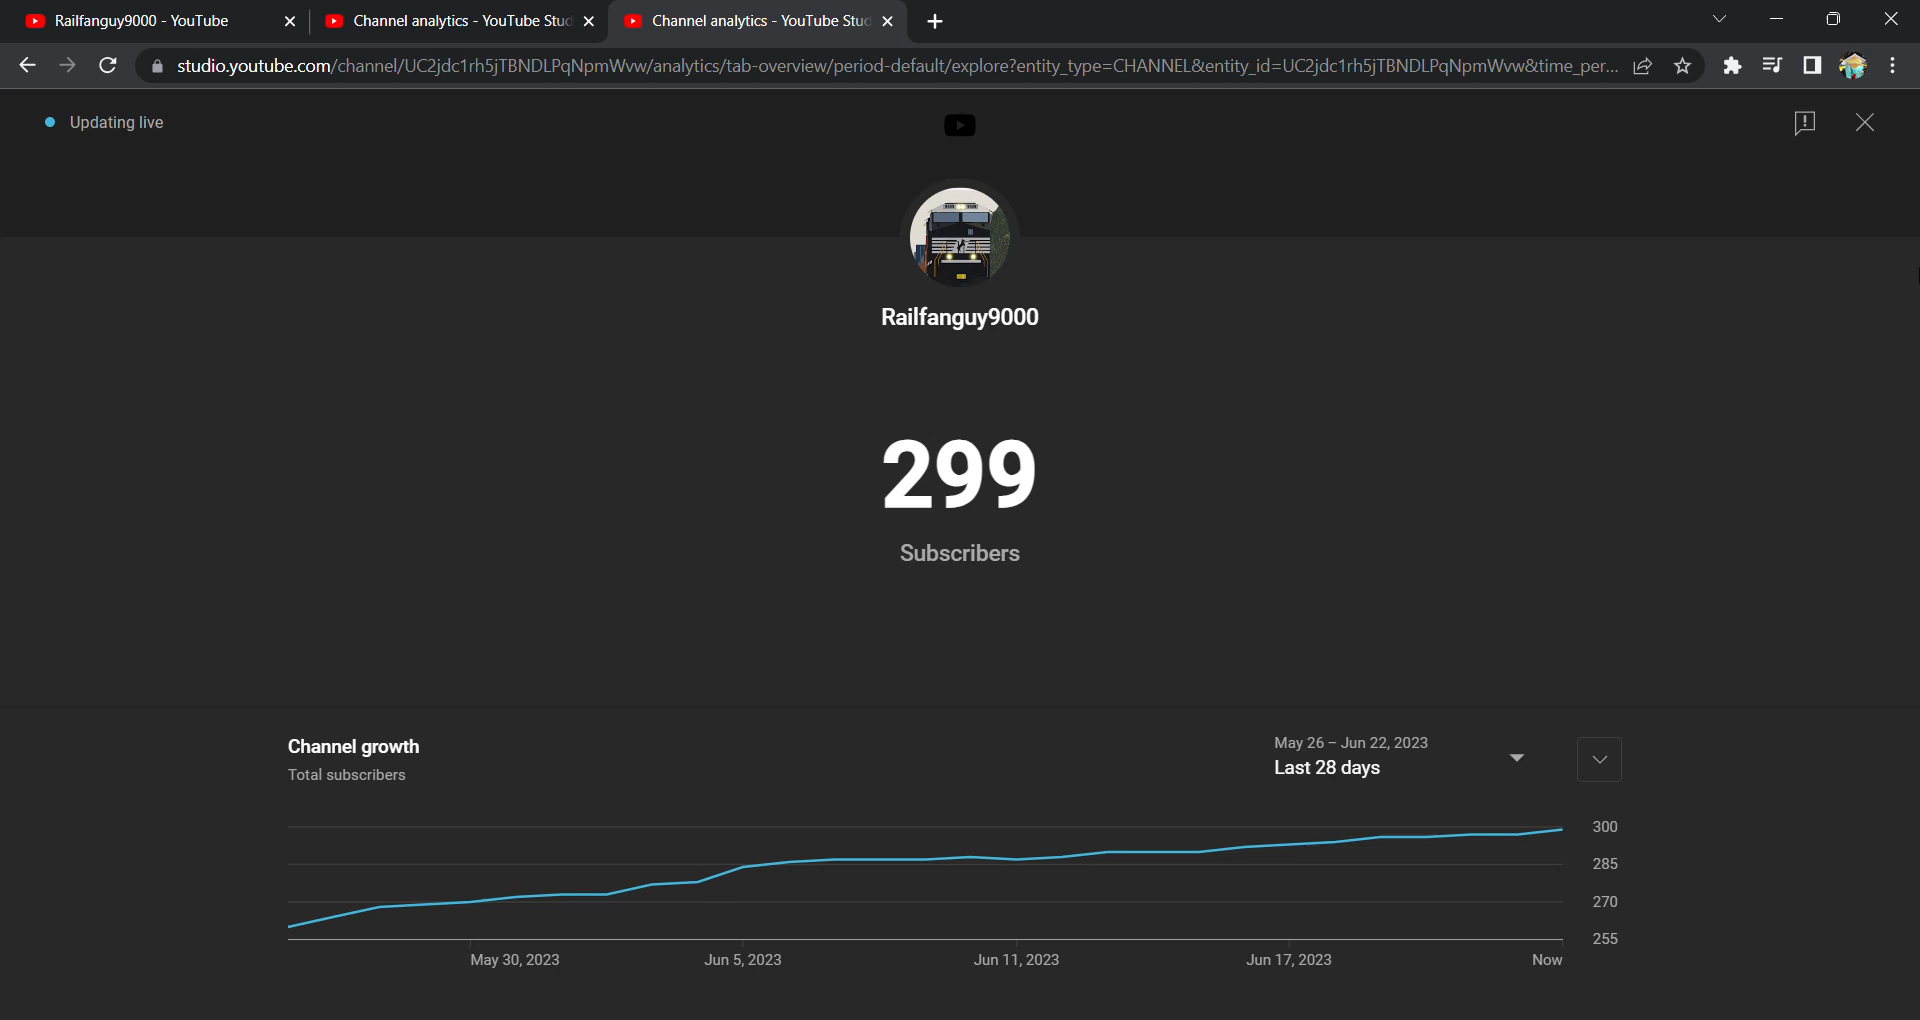 Railfanguy9000 - YouTube
Channel analytics - YouTube Stud
Channel analytics - YouTube Stud
studio.youtube.com/channel/UC2jdc1rh5jTBNDLPqNpmWvw/analytics/tab-overview/period-default/explore?entity_type=CHANNEL&entity_id=UC2jdc1rh5jTBNDLPqNpmWvw&time_per...
Updating live
Railfanguy9000
299
Subscribers
Channel growth
Total subscribers
May 26 – Jun 22, 2023
Last 28 days
300
285
270
255
May 30, 2023
Jun 5, 2023
Jun 11, 2023
Jun 17, 2023
Now